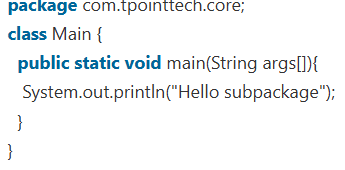 package com.tpointtech.core;
class Main {
public static void main(String args[]){
System.out.println("Hello subpackage");
}
}